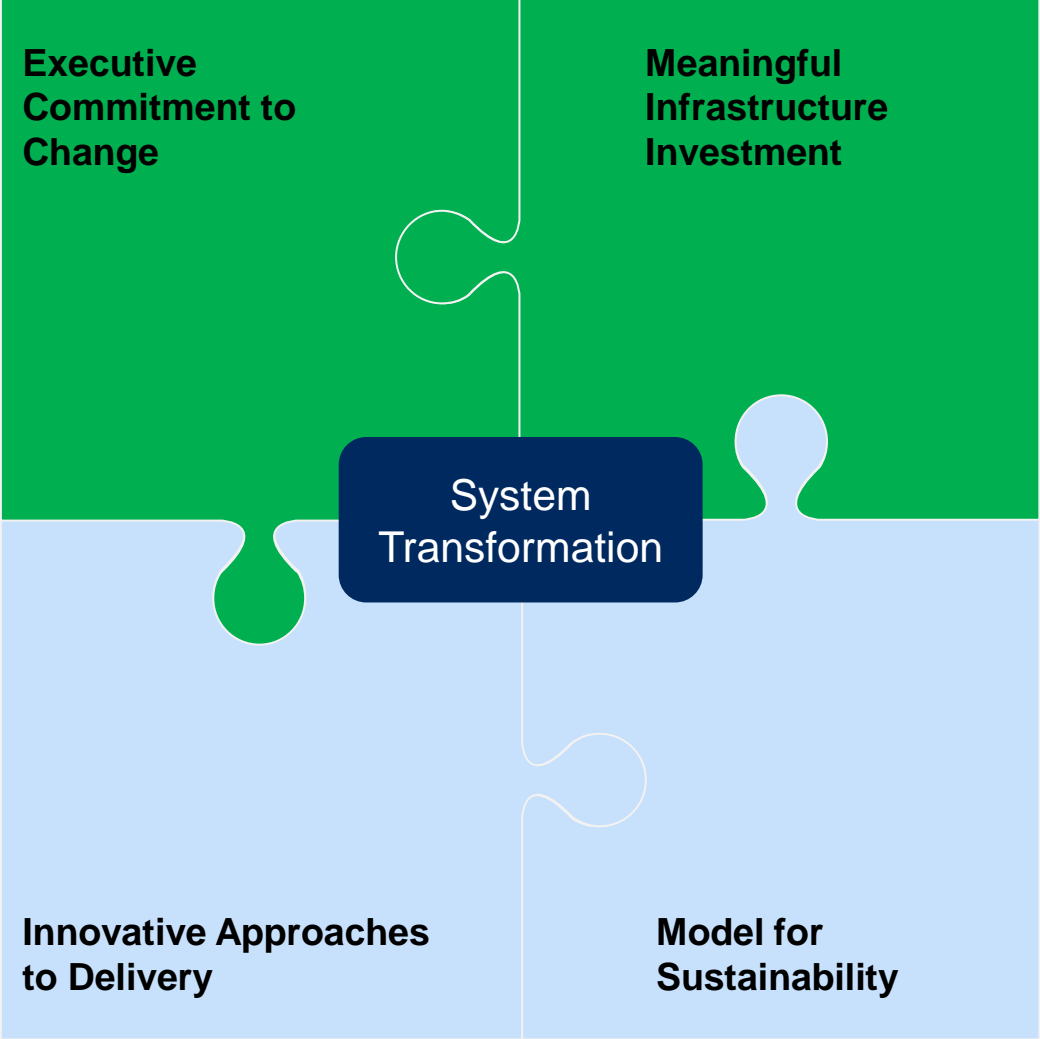 Executive
Commitment to
Change
Meaningful
Infrastructure
Investment
System
Transformation
Innovative Approaches
to Delivery
Model for
Sustainability